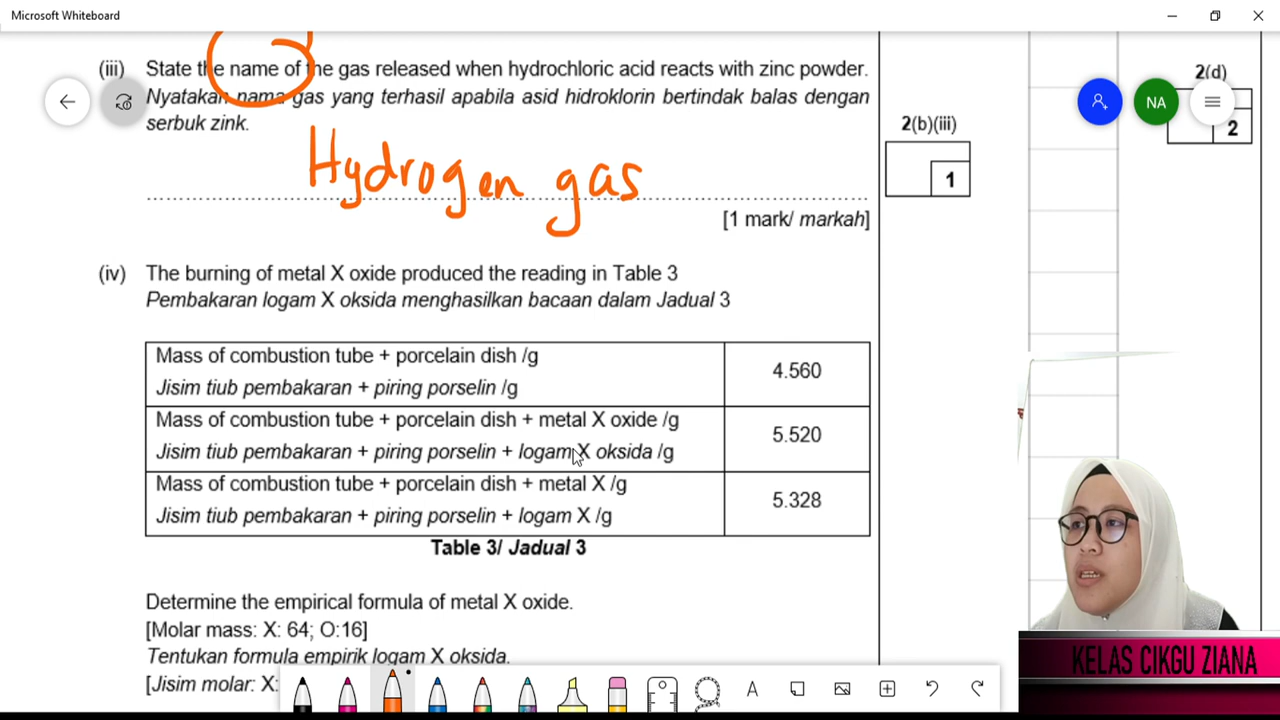 Microsoft Whiteboard
(iii) State the name of the gas released when hydrochloric acid reacts with zinc powder.
Nyatakan nama gas yang terhasil apabila asid hidroklorin bertindak balas dengan
serbuk zink.
Hydrogen gas
[1 mark/ markah]
2(b)(iii)
1
2(d)
2
NA
(iv) The burning of metal X oxide produced the reading in Table 3
Pembakaran logam X oksida menghasilkan bacaan dalam Jadual 3
Mass of combustion tube + porcelain dish /g
Jisim tiub pembakaran + piring porselin /g
4.560
Mass of combustion tube + porcelain dish + metal X oxide /g
Jisim tiub pembakaran + piring porselin + logam X oksida /g
5.520
Mass of combustion tube + porcelain dish + metal X /g
Jisim tiub pembakaran + piring porselin + logam X /g
5.328
Table 3/ Jadual 3
Determine the empirical formula of metal X oxide.
[Molar mass: X: 64; O:16]
Tentukan formula empirik logam X oksida.
[Jisim molar: X:
A
KELAS CIKGU ZIANA